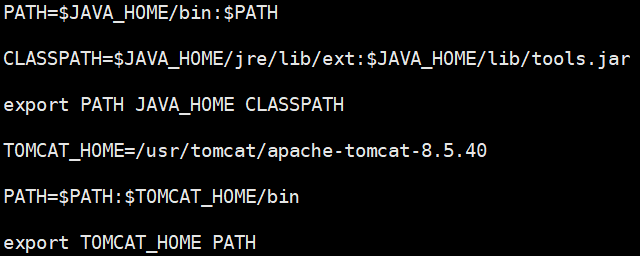 PATH=$JAVA_HOME/bin:$PATH
CLASSPATH=$JAVA_HOME/jre/lib/ext:$JAVA_HOME/lib/tools.jar
export PATH JAVA_HOME CLASSPATH
TOMCAT_HOME=/usr/tomcat/apache-tomcat-8.5.40
PATH=$PATH:$TOMCAT_HOME/bin
export TOMCAT_HOME PATH